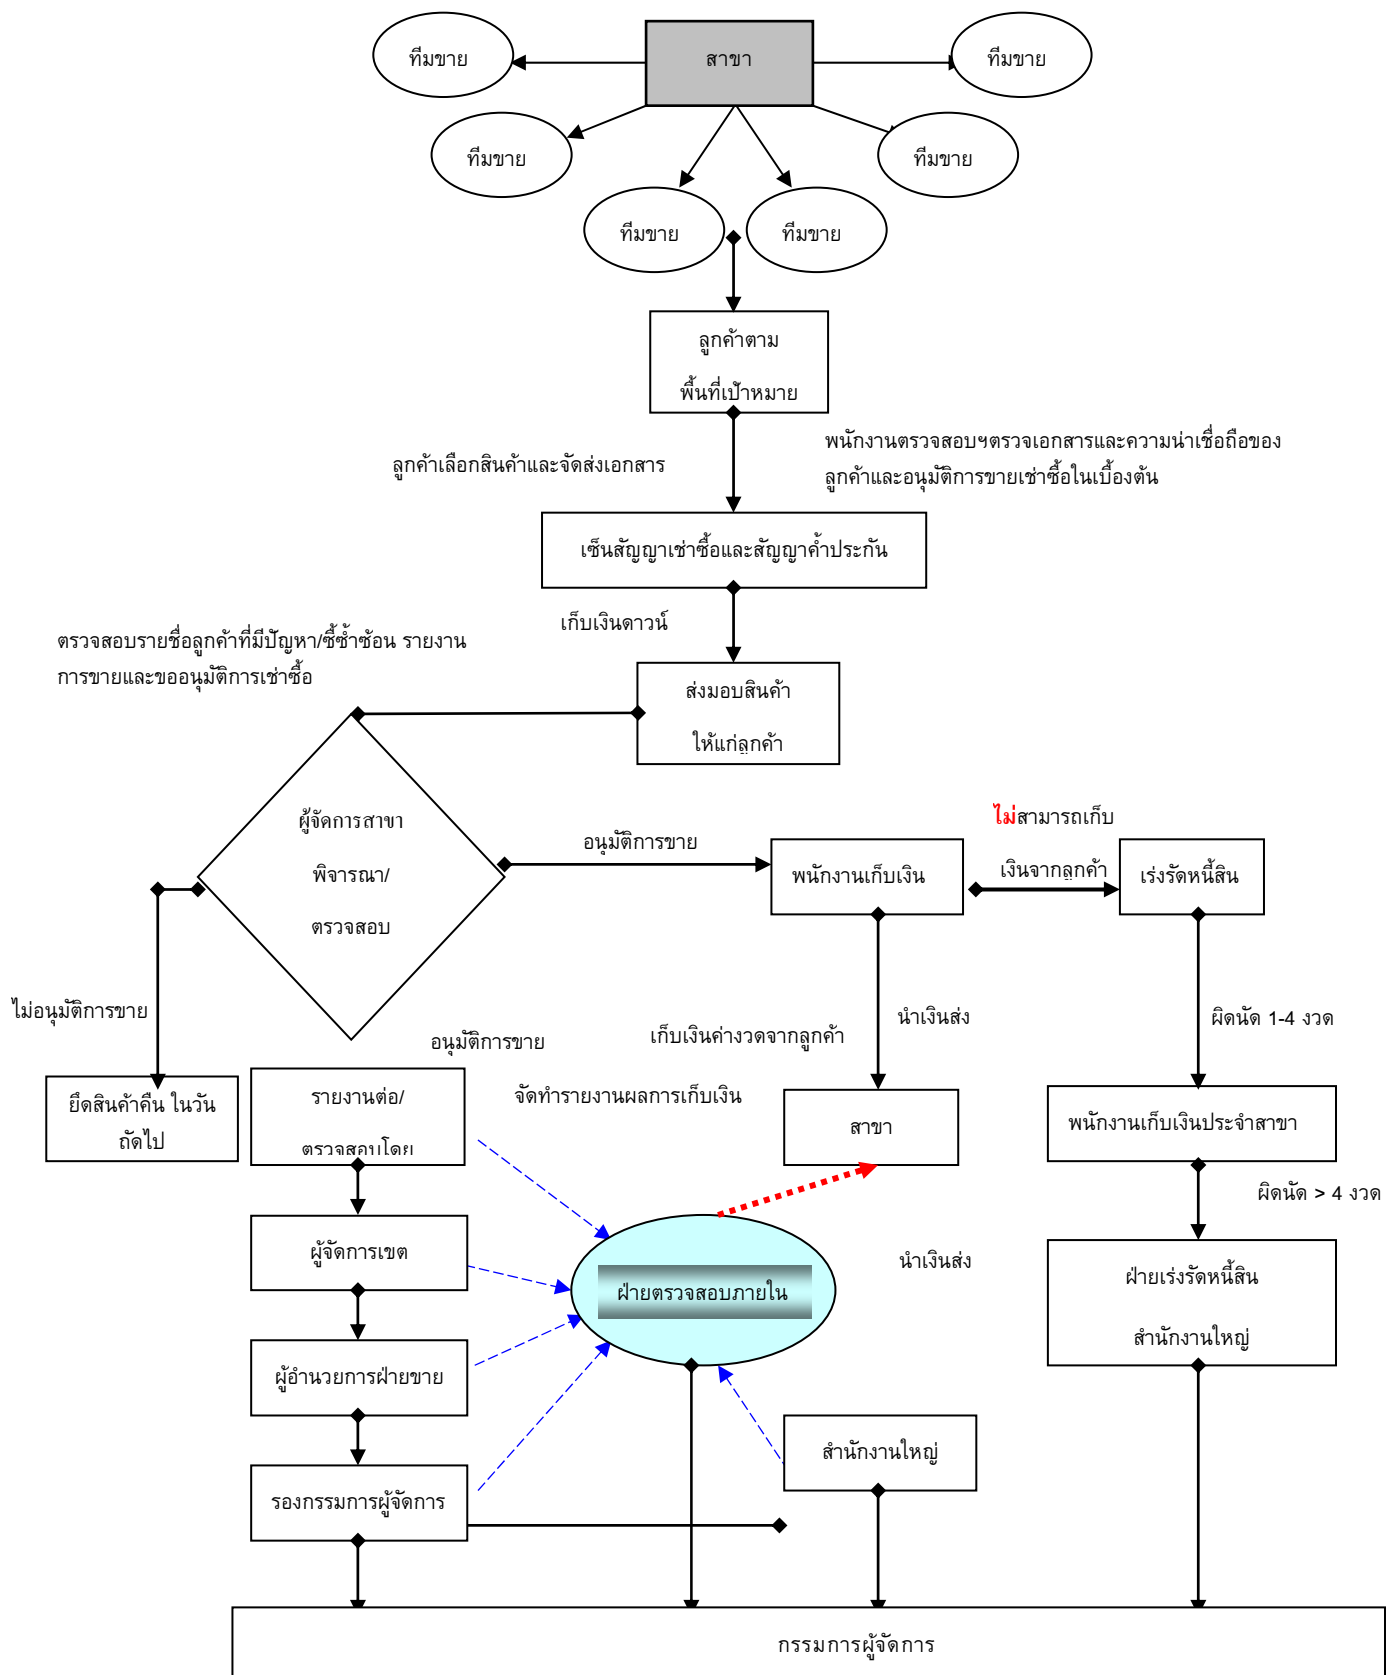 ทีมขาย
สาขา
ทีมขาย
ทีมขาย
ทีมขาย
ทีมขาย
ทีมขาย
ลูกค้าตาม
พื้นที่เป้าหมาย
ลูกค้าเลือกสินค้าและจัดส่งเอกสาร
พนักงานตรวจสอบฯตรวจเอกสารและความน่าเชื่อถือของ
ลูกค้าและอนุมัติการขายเช่าซื้อในเบื้องต้น
เซ็นสัญญาเช่าซื้อและสัญญาค้ำประกัน
เก็บเงินดาวน์
ตรวจสอบรายชื่อลูกค้าที่มีปัญหา/ซื้ซ้ำซ้อน รายงาน
การขายและขออนุมัติการเช่าซื้อ
ส่งมอบสินค้า
ให้แก่ลูกค้า
ผู้จัดการสาขา
พิจารณา/
ตรวจสอบ
อนุมัติการขาย
พนักงานเก็บเงิน
ไม่สามารถเก็บ
เงินจากลูกค้า
เร่งรัดหนี้สิน
ไม่อนุมัติการขาย
อนุมัติการขาย
เก็บเงินค่างวดจากลูกค้า
นำเงินส่ง
ผิดนัด 1-4 งวด
ยึดสินค้าคืน ในวัน
ถัดไป
รายงานต่อ/
ตรวจสอบโดย
จัดทำรายงานผลการเก็บเงิน
สาขา
พนักงานเก็บเงินประจำสาขา
ผิดนัด > 4 งวด
ผู้จัดการเขต
ฝ่ายตรวจสอบภายใน
นำเงินส่ง
ฝ่ายเร่งรัดหนี้สิน
สำนักงานใหญ่
ผู้อำนวยการฝ่ายขาย
สำนักงานใหญ่
รองกรรมการผู้จัดการ
กรรมการผู้จัดการ